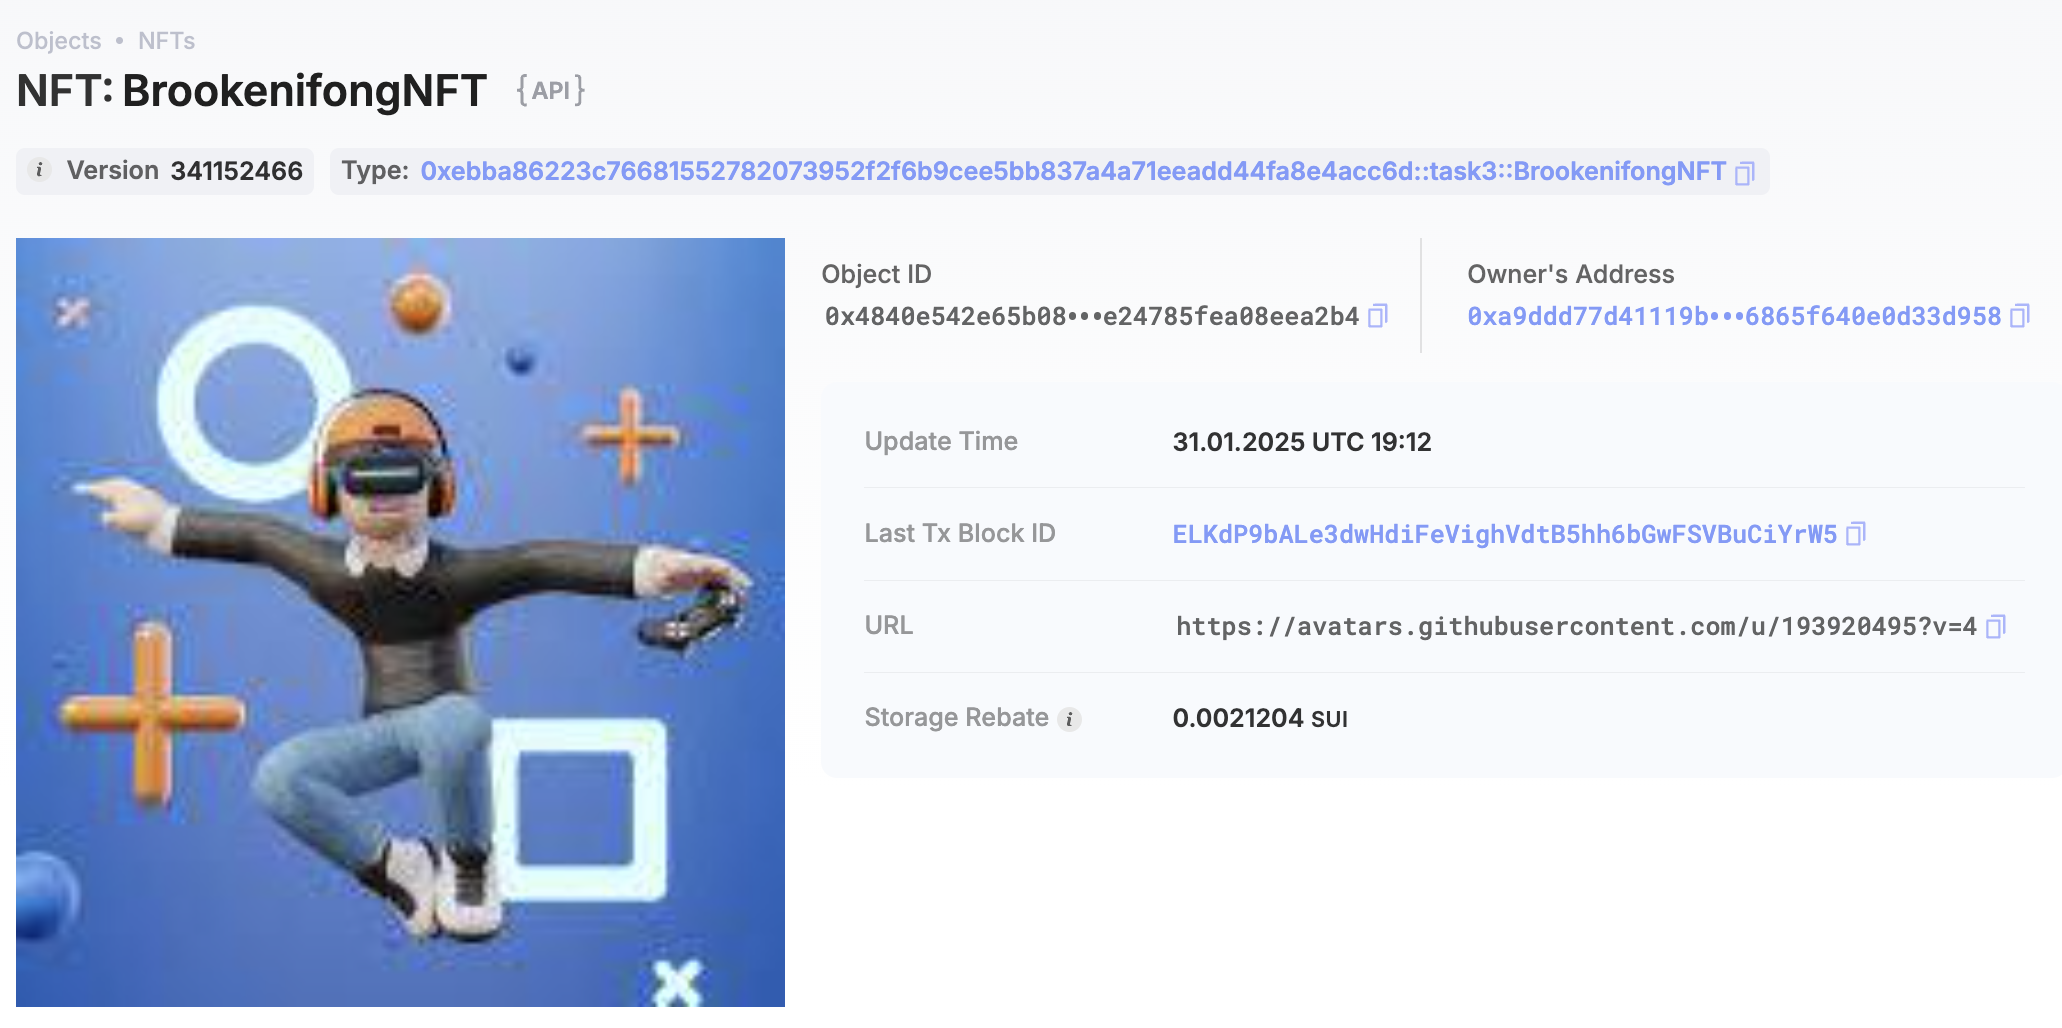 Objects • NFTs
NFT: BrookenifongNFT {API}
i Version 341152466 Type: 0xebba86223c76681552782073952f2f6b9cee5bb837a4a71eeadd44fa8e4acc6d::task3::BrookenifongNFT
Object ID
0x4840e542e65b08•••e24785fea08eea2b4
Owner's Address
0xa9ddd77d41119b•••6865f640e0d33d958
Update Time 31.01.2025 UTC 19:12
Last Tx Block ID ELKdP9bALe3dwHdiFeVighVdtB5hh6bGwFSVBuCiYrW5
URL https://avatars.githubusercontent.com/u/193920495?v=4
Storage Rebate i 0.0021204 SUI